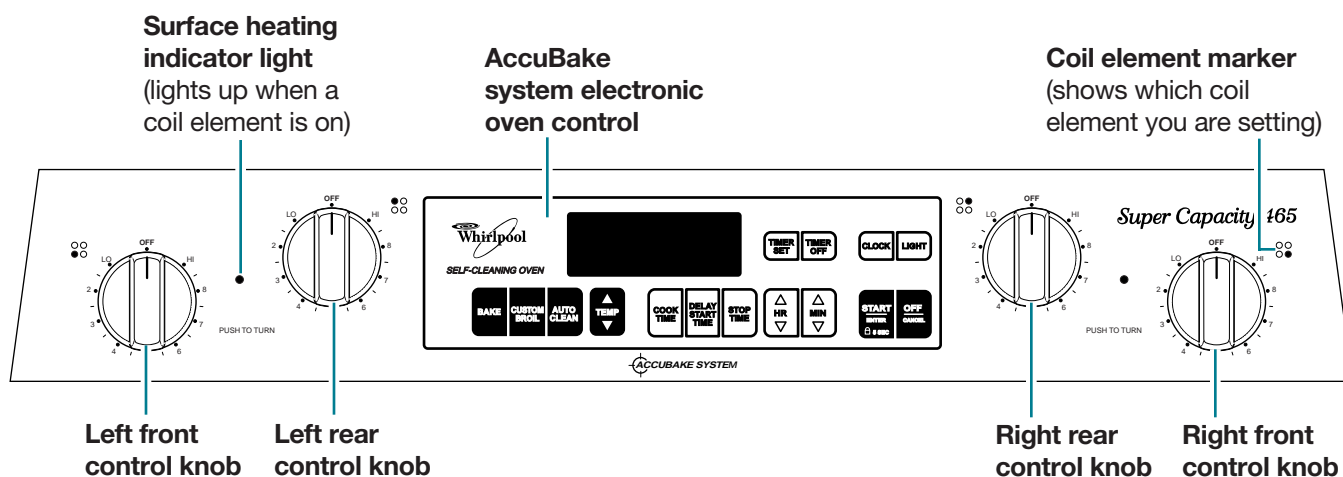 Surface heating
indicator light
(lights up when a
coil element is on)
AccuBake
system electronic
oven control
Coil element marker
(shows which coil
element you are setting)
OFF
LO
HI
2
8
3
7
4
6
PUSH TO TURN
OFF
LO
HI
2
8
3
7
4
6
Whirlpool
SELF-CLEANING OVEN
TIMER
SET
TIMER
OFF
CLOCK
LIGHT
BAKE
CUSTOM
BROIL
AUTO
CLEAN
TEMP
COOK
TIME
DELAY
START
TIME
STOP
TIME
HR
MIN
START
ENTER
5 SEC
OFF
CANCEL
ACCUBAKE SYSTEM
OFF
LO
HI
2
8
3
7
4
6
PUSH TO TURN
Super Capacity 465
OFF
LO
HI
2
8
3
7
4
6
Left front
control knob
Left rear
control knob
Right rear
control knob
Right front
control knob